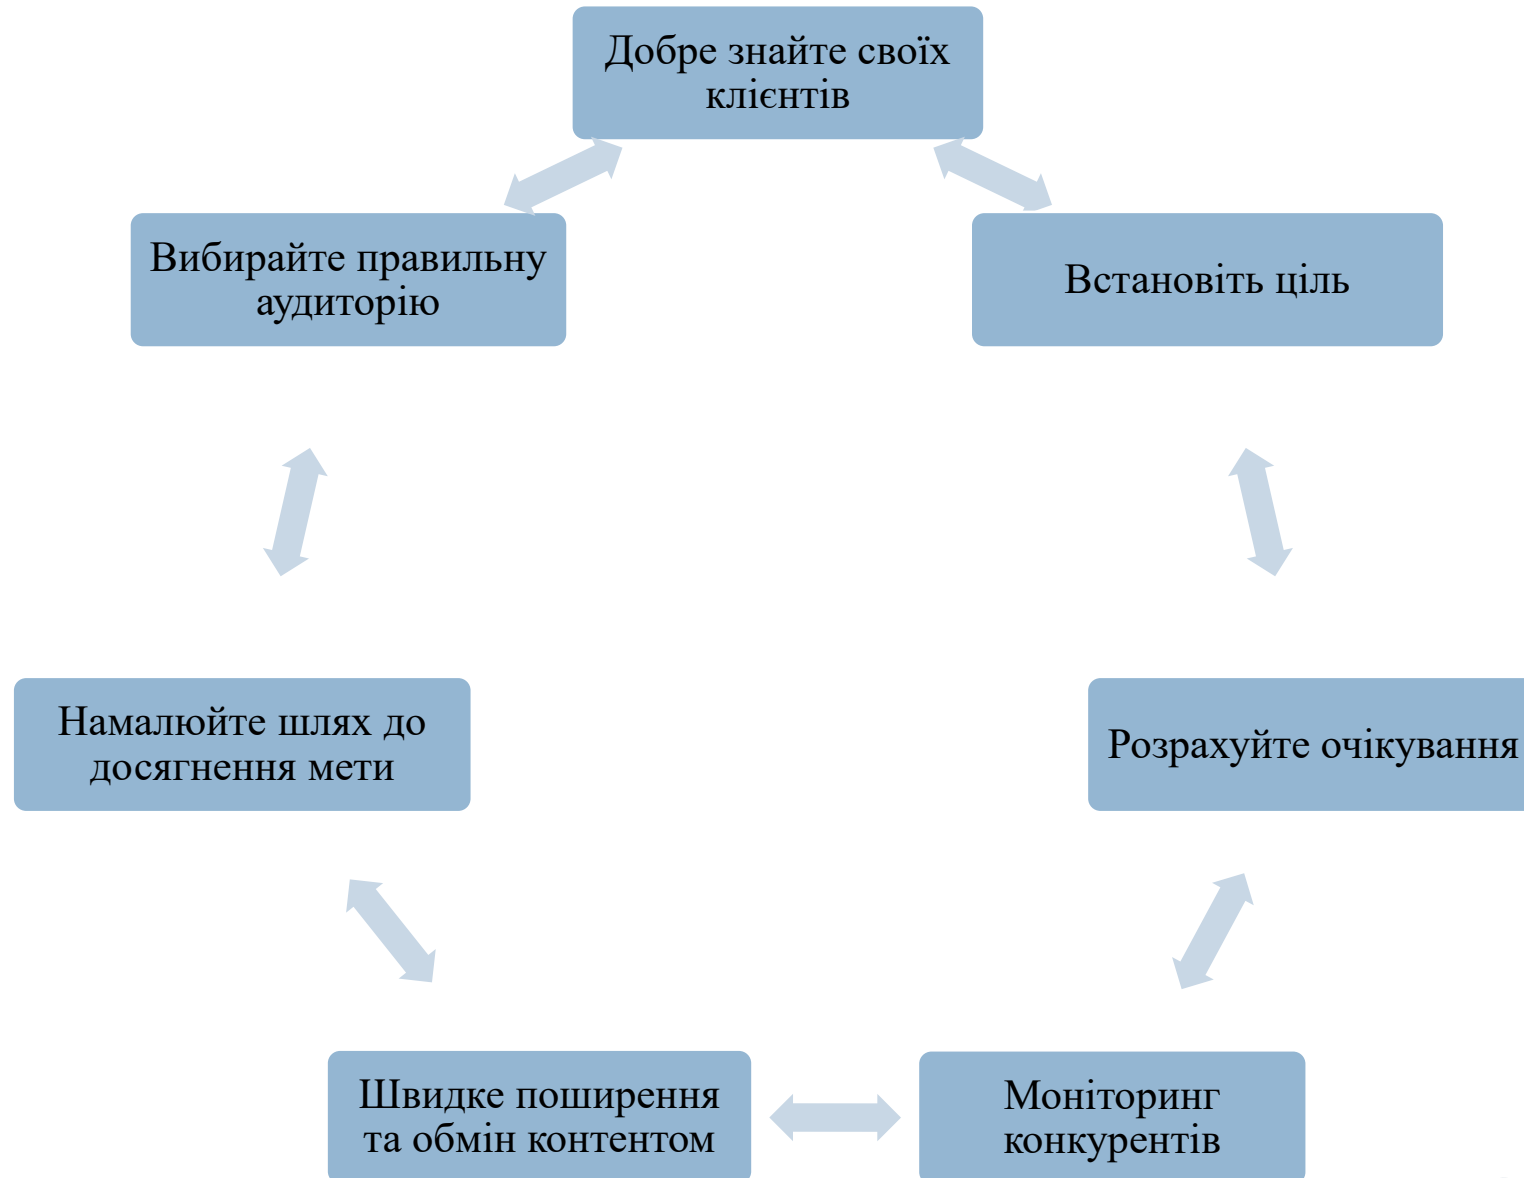 Добре знайте своїх
клієнтів
Вибирайте правильну
аудиторію
Встановіть ціль
Намалюйте шлях до
досягнення мети
Розрахуйте очікування
Швидке поширення
та обмін контентом
Моніторинг
конкурентів